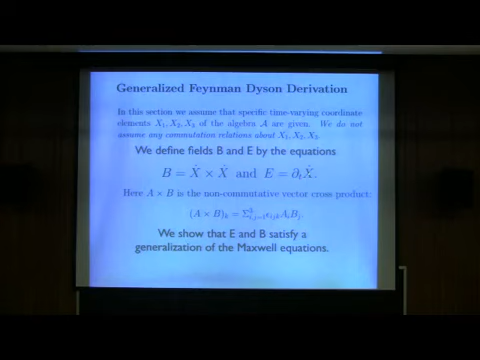 Generalized Feynman Dyson Derivation
In this section we assume that specific time-varying coordinate
elements X₁, X₂, X₃ of the algebra 𝒜 are given. We do not
assume any commutation relations about X₁, X₂, X₃.
We define fields B and E by the equations
B = Ẋ × Ẋ and E = ∂ₜẊ.
Here A × B is the non-commutative vector cross product:
(A × B)ₖ = Σ³ᵢ,ⱼ₌₁ εᵢⱼₖAᵢBⱼ.
We show that E and B satisfy a
generalization of the Maxwell equations.